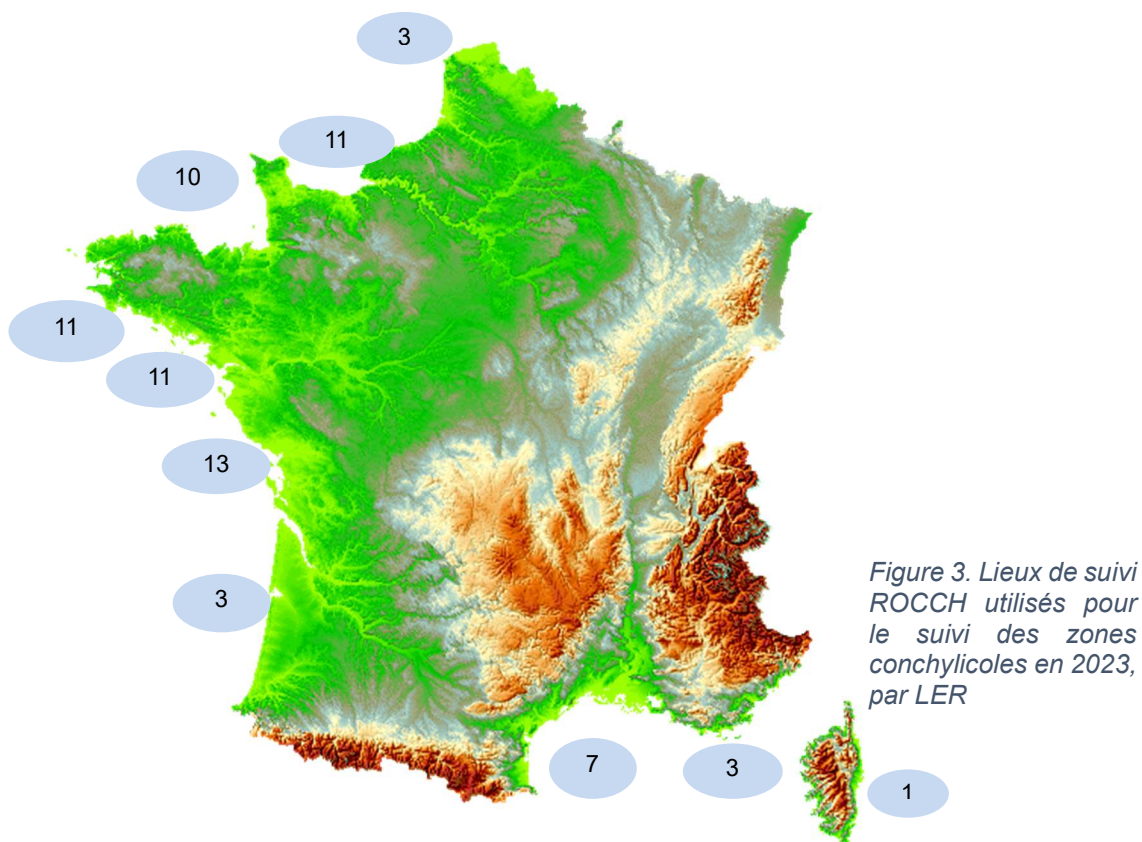 3
11
10
11
11
13
3
7
3
1
Figure 3. Lieux de suivi
ROCCH utilisés pour
le suivi des zones
conchylicoles en 2023,
par LER